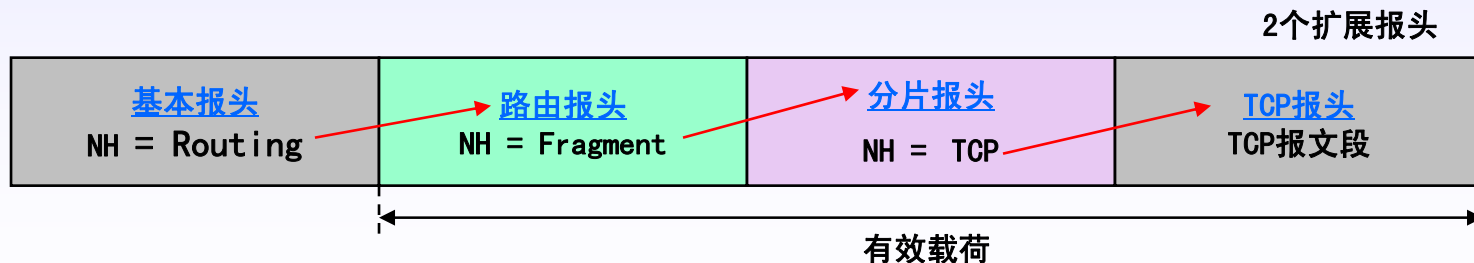 2个扩展报头
基本报头
NH = Routing
路由报头
NH = Fragment
分片报头
NH = TCP
TCP报头
TCP报文段
有效载荷